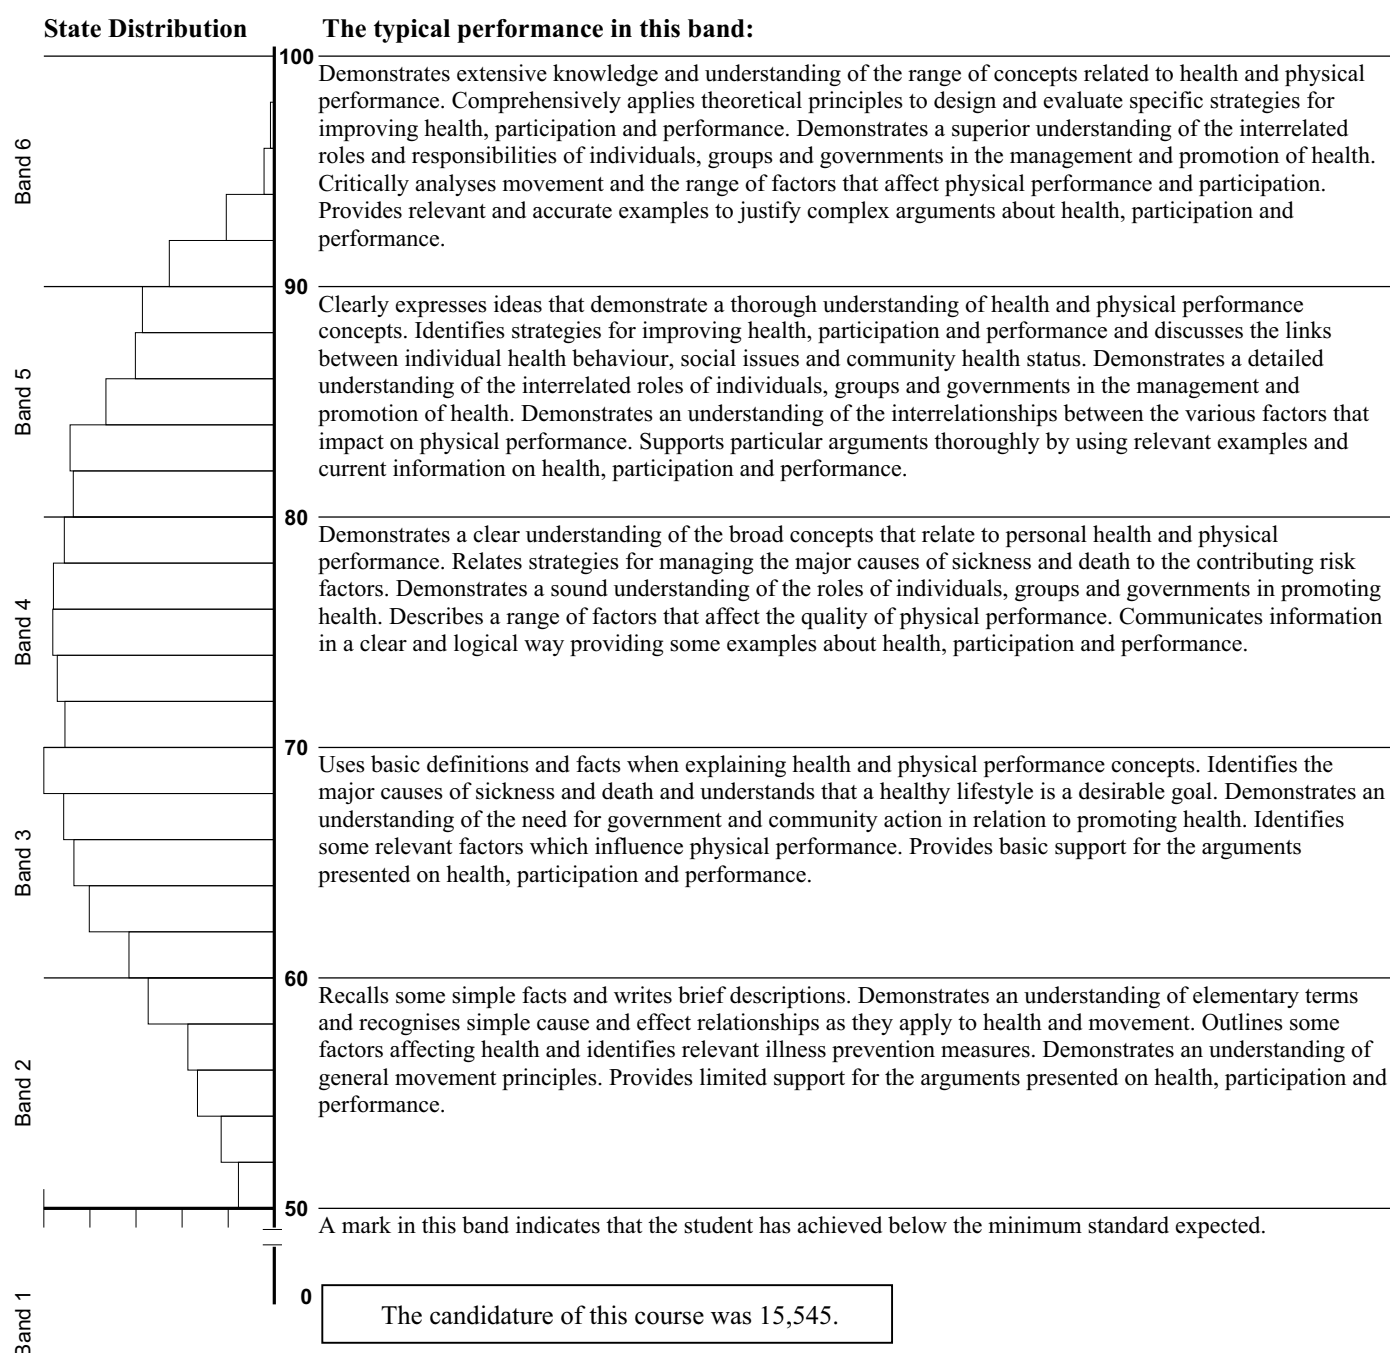 State Distribution
The typical performance in this band:
100
Band 6
Demonstrates extensive knowledge and understanding of the range of concepts related to health and physical
performance. Comprehensively applies theoretical principles to design and evaluate specific strategies for
improving health, participation and performance. Demonstrates a superior understanding of the interrelated
roles and responsibilities of individuals, groups and governments in the management and promotion of health.
Critically analyses movement and the range of factors that affect physical performance and participation.
Provides relevant and accurate examples to justify complex arguments about health, participation and
performance.
90
Band 5
Clearly expresses ideas that demonstrate a thorough understanding of health and physical performance
concepts. Identifies strategies for improving health, participation and performance and discusses the links
between individual health behaviour, social issues and community health status. Demonstrates a detailed
understanding of the interrelated roles of individuals, groups and governments in the management and
promotion of health. Demonstrates an understanding of the interrelationships between the various factors that
impact on physical performance. Supports particular arguments thoroughly by using relevant examples and
current information on health, participation and performance.
80
Band 4
Demonstrates a clear understanding of the broad concepts that relate to personal health and physical
performance. Relates strategies for managing the major causes of sickness and death to the contributing risk
factors. Demonstrates a sound understanding of the roles of individuals, groups and governments in promoting
health. Describes a range of factors that affect the quality of physical performance. Communicates information
in a clear and logical way providing some examples about health, participation and performance.
70
Band 3
Uses basic definitions and facts when explaining health and physical performance concepts. Identifies the
major causes of sickness and death and understands that a healthy lifestyle is a desirable goal. Demonstrates an
understanding of the need for government and community action in relation to promoting health. Identifies
some relevant factors which influence physical performance. Provides basic support for the arguments
presented on health, participation and performance.
60
Band 2
Recalls some simple facts and writes brief descriptions. Demonstrates an understanding of elementary terms
and recognises simple cause and effect relationships as they apply to health and movement. Outlines some
factors affecting health and identifies relevant illness prevention measures. Demonstrates an understanding of
general movement principles. Provides limited support for the arguments presented on health, participation and
performance.
50
A mark in this band indicates that the student has achieved below the minimum standard expected.
0
Band 1
The candidature of this course was 15,545.